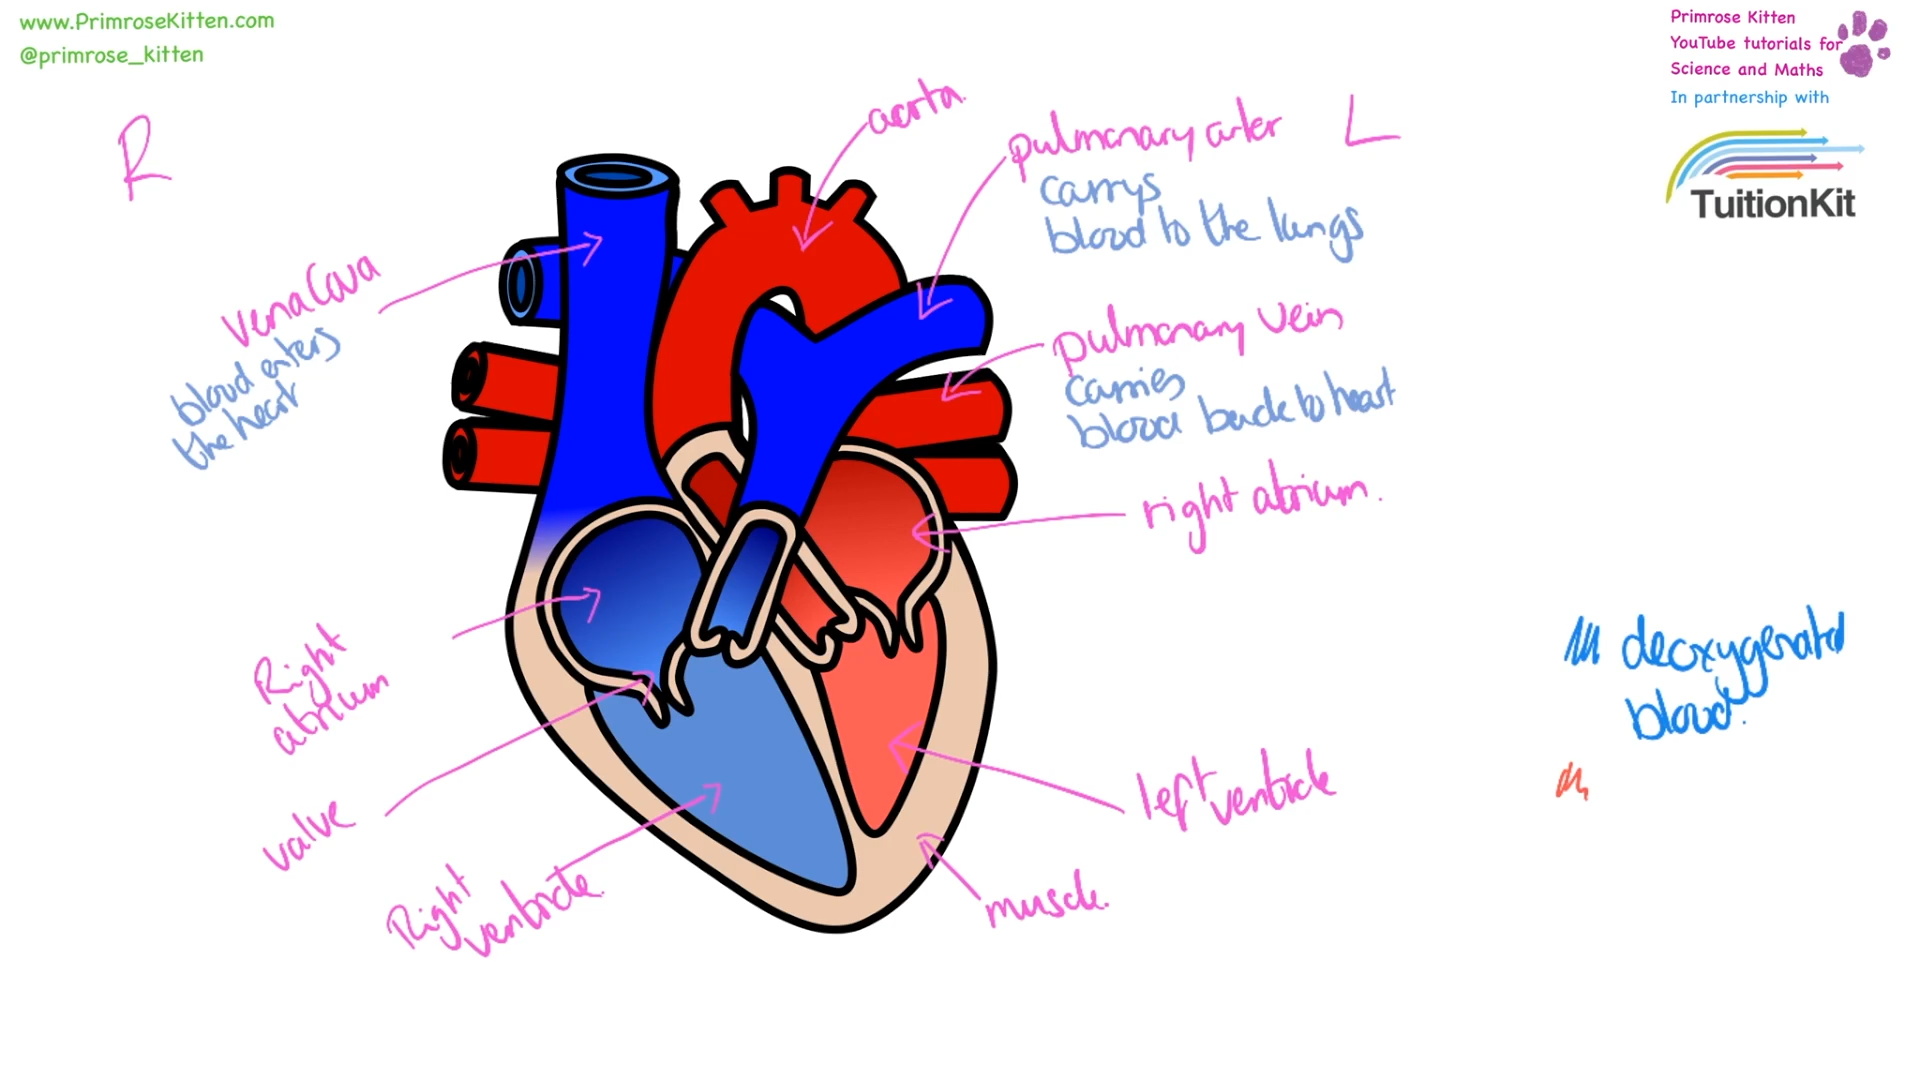 www.PrimroseKitten.com
@primrose_kitten
Primrose Kitten
YouTube tutorials for
Science and Maths
In partnership with
TuitionKit
R
L
aorta.
pulmonary arter
carrys
blood to the lungs
vena Cava
blood enters
the heart
pulmonary vein
carries
blood back to heart
right atrium.
Right
atrium
valve
Right
ventricle.
left ventricle
muscle.
deoxygenated
blood.